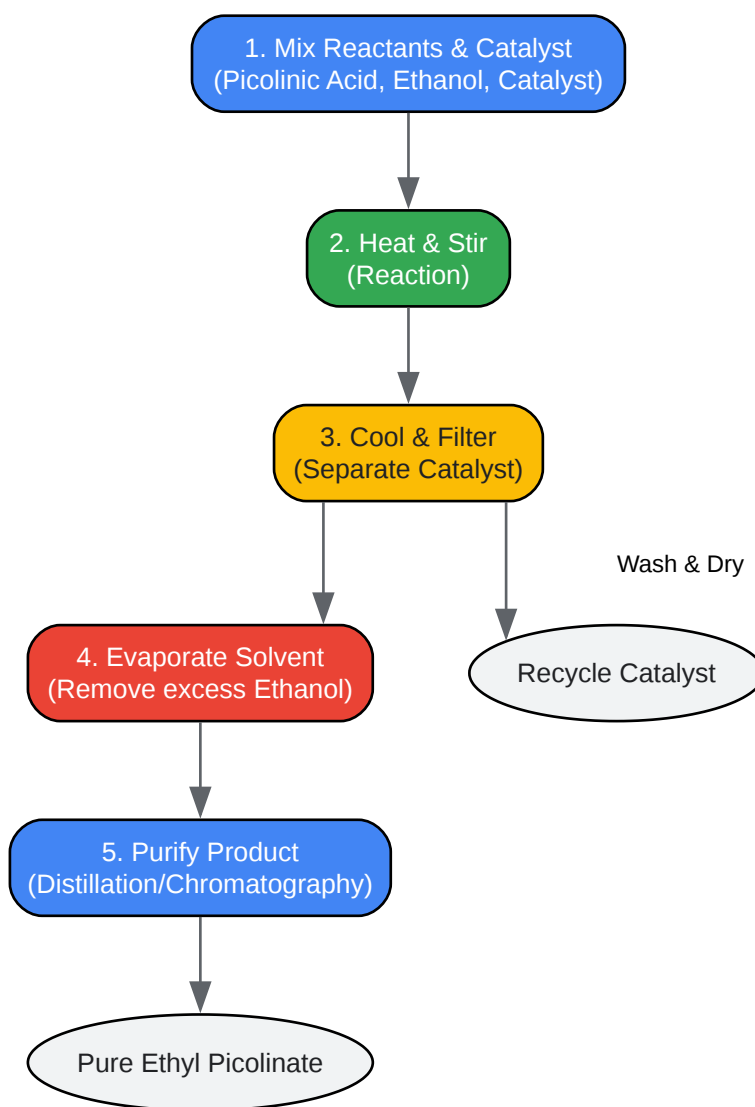 1. Mix Reactants & Catalyst
(Picolinic Acid, Ethanol, Catalyst)
2. Heat & Stir
(Reaction)
3. Cool & Filter
(Separate Catalyst)
Wash & Dry
4. Evaporate Solvent
(Remove excess Ethanol)
Recycle Catalyst
5. Purify Product
(Distillation/Chromatography)
Pure Ethyl Picolinate